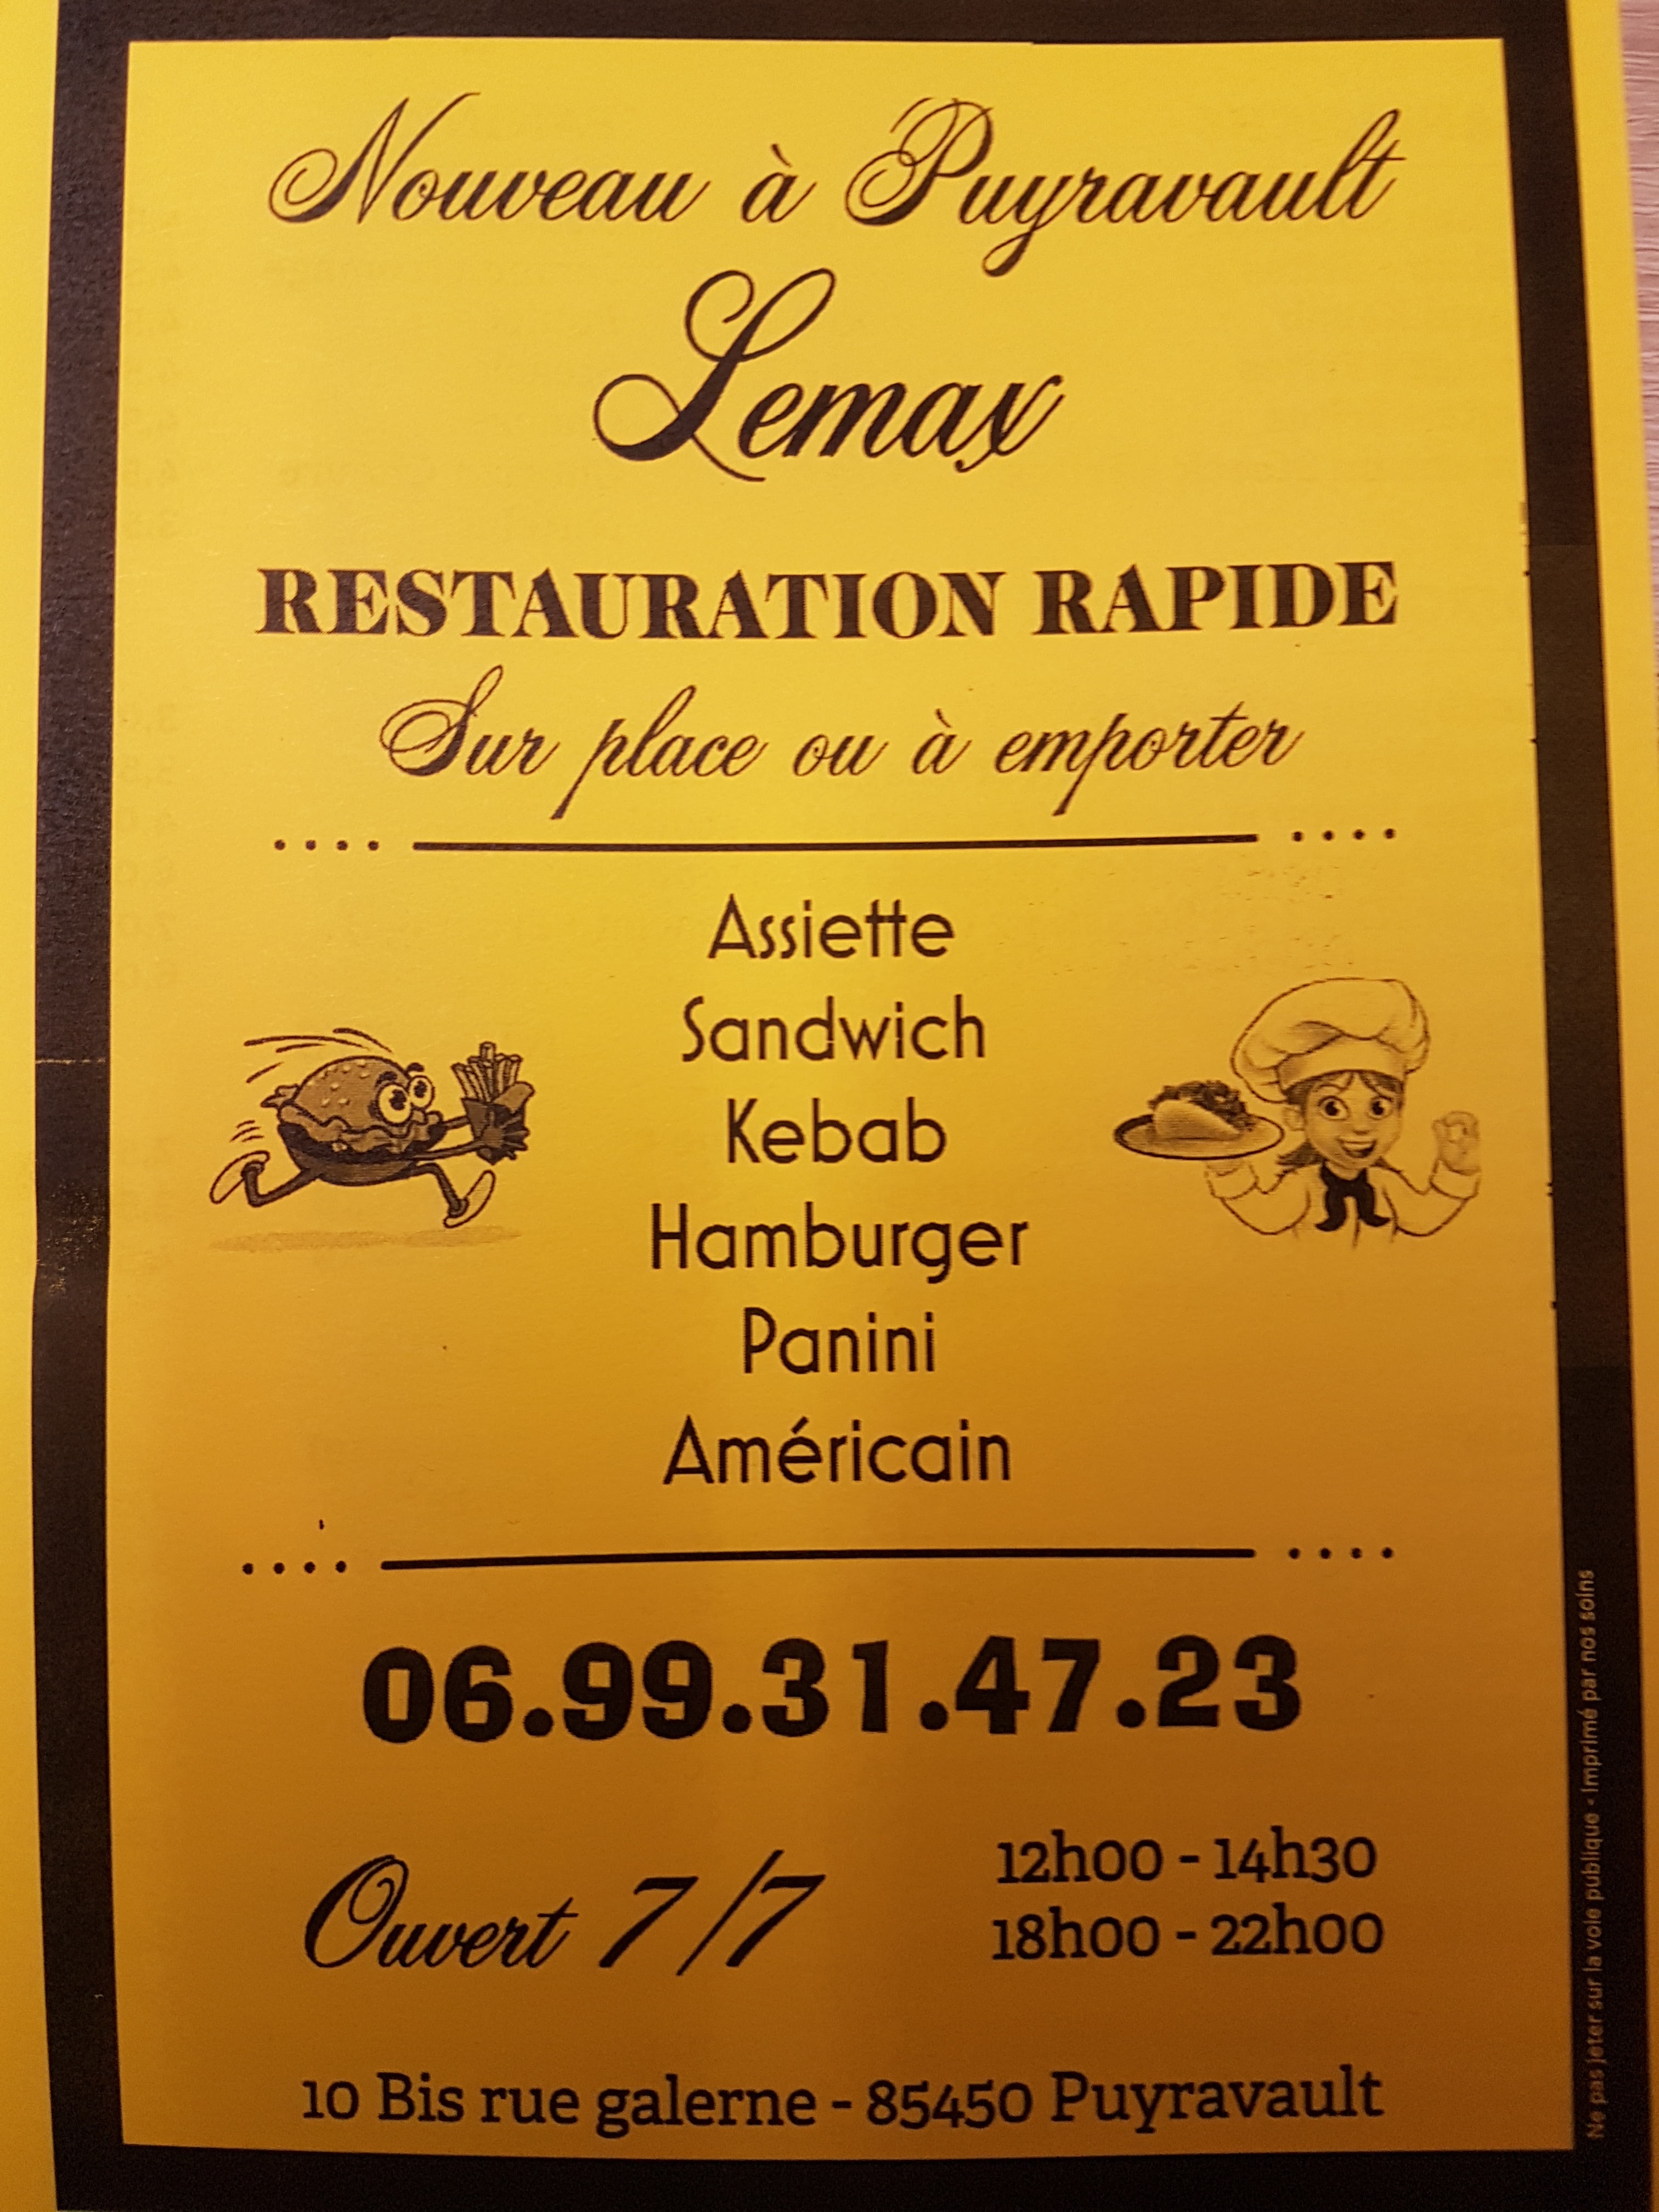 Nouveau à Puyravault
Lemax
RESTAURATION RAPIDE
Sur place ou à emporter
Assiette
Sandwich
Kebab
Hamburger
Panini
Américain
06.99.31.47.23
Ouvert 7/7
12h00 - 14h30
18h00 - 22h00
10 Bis rue galerne - 85450 Puyravault
Ne pas jeter sur la voie publique - Imprimé par nos soins